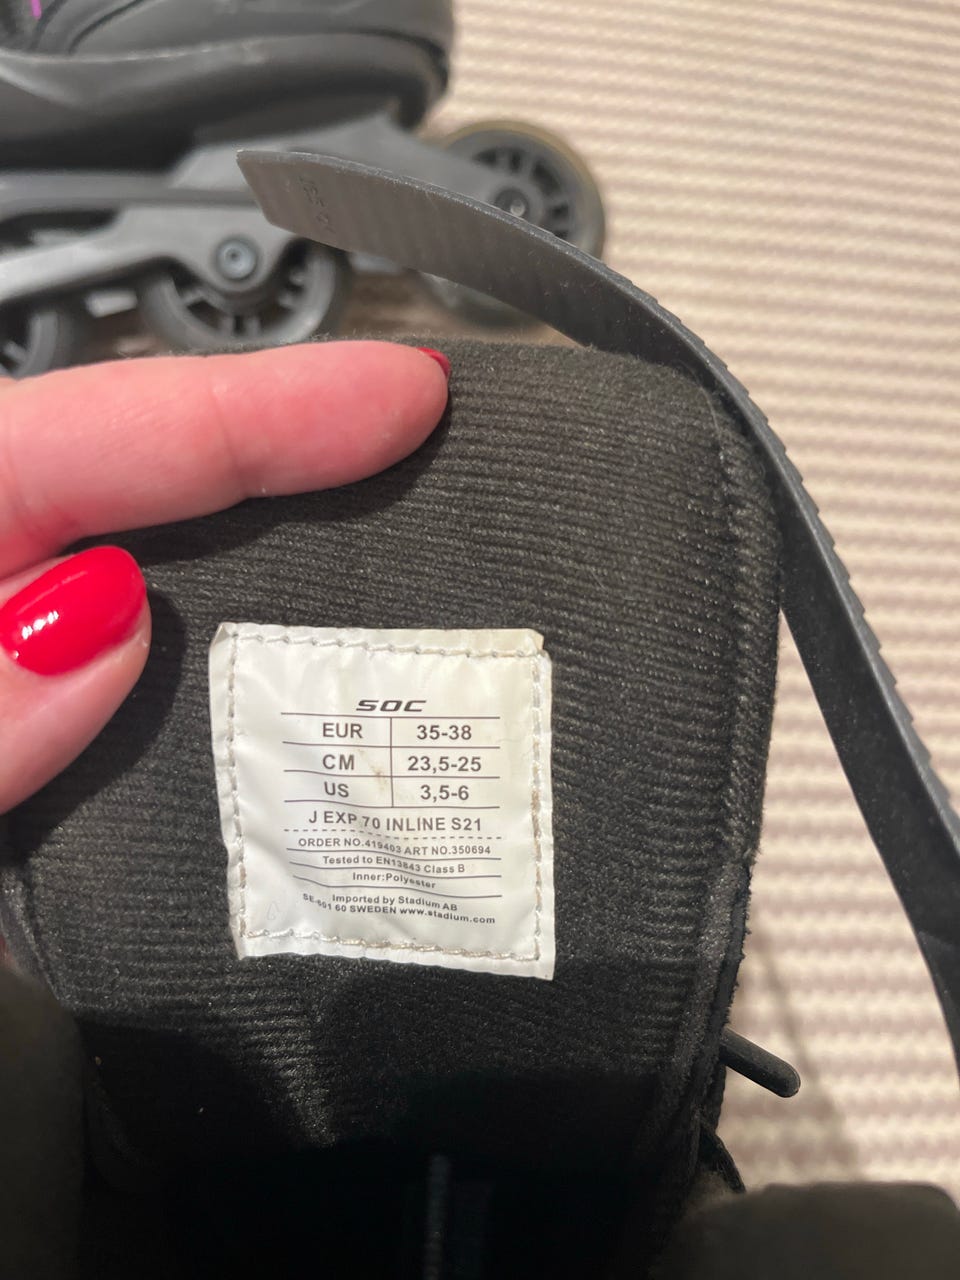 SOC
EUR 35-38
CM 23,5-25
US 3,5-6
J EXP 70 INLINE S21
ORDER NO.419403 ART NO.350694
Tested to EN13843 Class B
Inner:Polyester
Imported by Stadium AB
SE-601 60 SWEDEN www.stadium.com